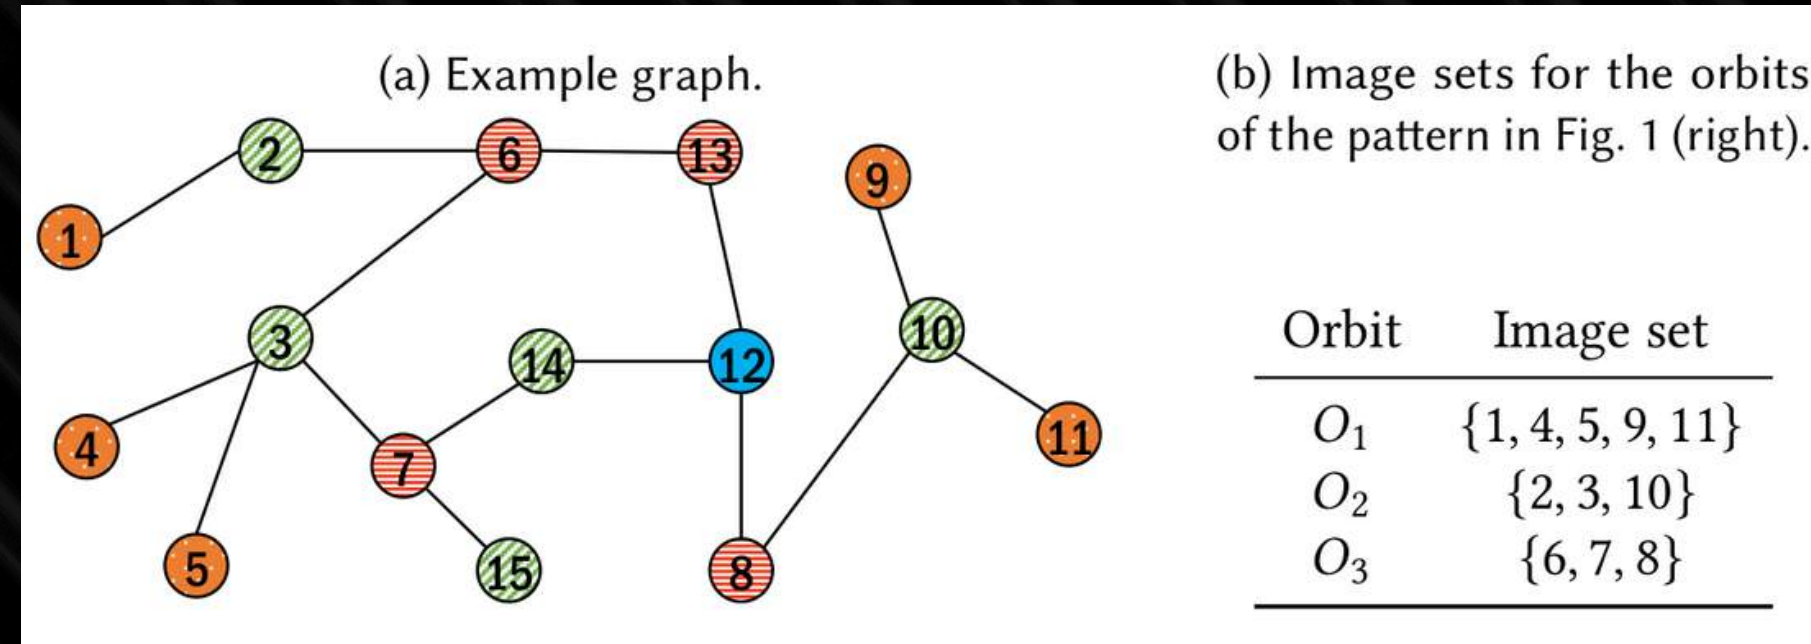 (a) Example graph.
2
6
13
1
9
3
14
12
10
4
7
11
5
15
8
(b) Image sets for the orbits
of the pattern in Fig. 1 (right).
Orbit Image set
O₁ {1, 4, 5, 9, 11}
O₂ {2, 3, 10}
O₃ {6, 7, 8}